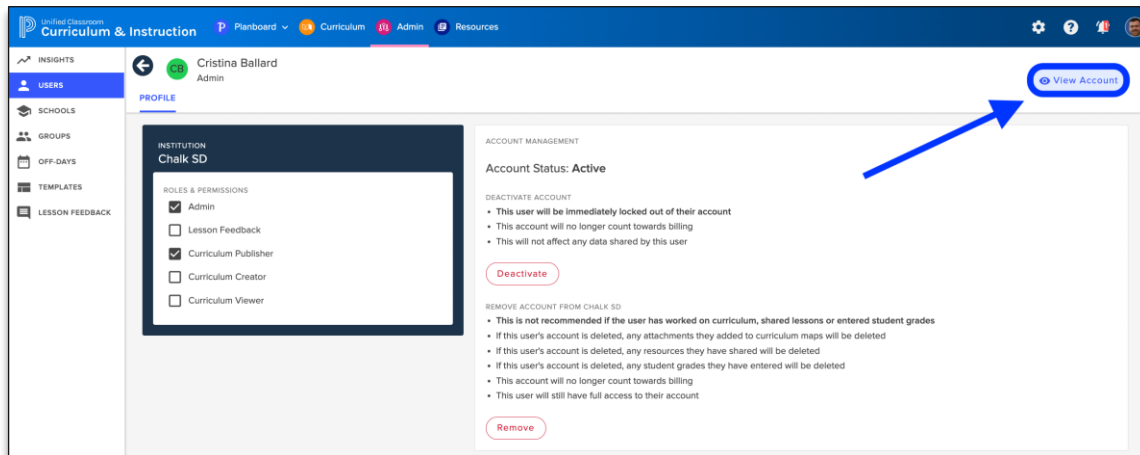 Unified Classroom
Curriculum & Instruction
Planboard
Curriculum
Admin
Resources
INSIGHTS
USERS
SCHOOLS
GROUPS
OFF-DAYS
TEMPLATES
LESSON FEEDBACK
CB
Cristina Ballard
Admin
View Account
PROFILE
INSTITUTION
Chalk SD
ROLES & PERMISSIONS
Admin
Lesson Feedback
Curriculum Publisher
Curriculum Creator
Curriculum Viewer
ACCOUNT MANAGEMENT
Account Status: Active
DEACTIVATE ACCOUNT
• This user will be immediately locked out of their account
• This account will no longer count towards billing
• This will not affect any data shared by this user
Deactivate
REMOVE ACCOUNT FROM CHALK SD
• This is not recommended if the user has worked on curriculum, shared lessons or entered student grades
• If this user's account is deleted, any attachments they added to curriculum maps will be deleted
• If this user's account is deleted, any resources they have shared will be deleted
• If this user's account is deleted, any student grades they have entered will be deleted
• This account will no longer count towards billing
• This user will still have full access to their account
Remove